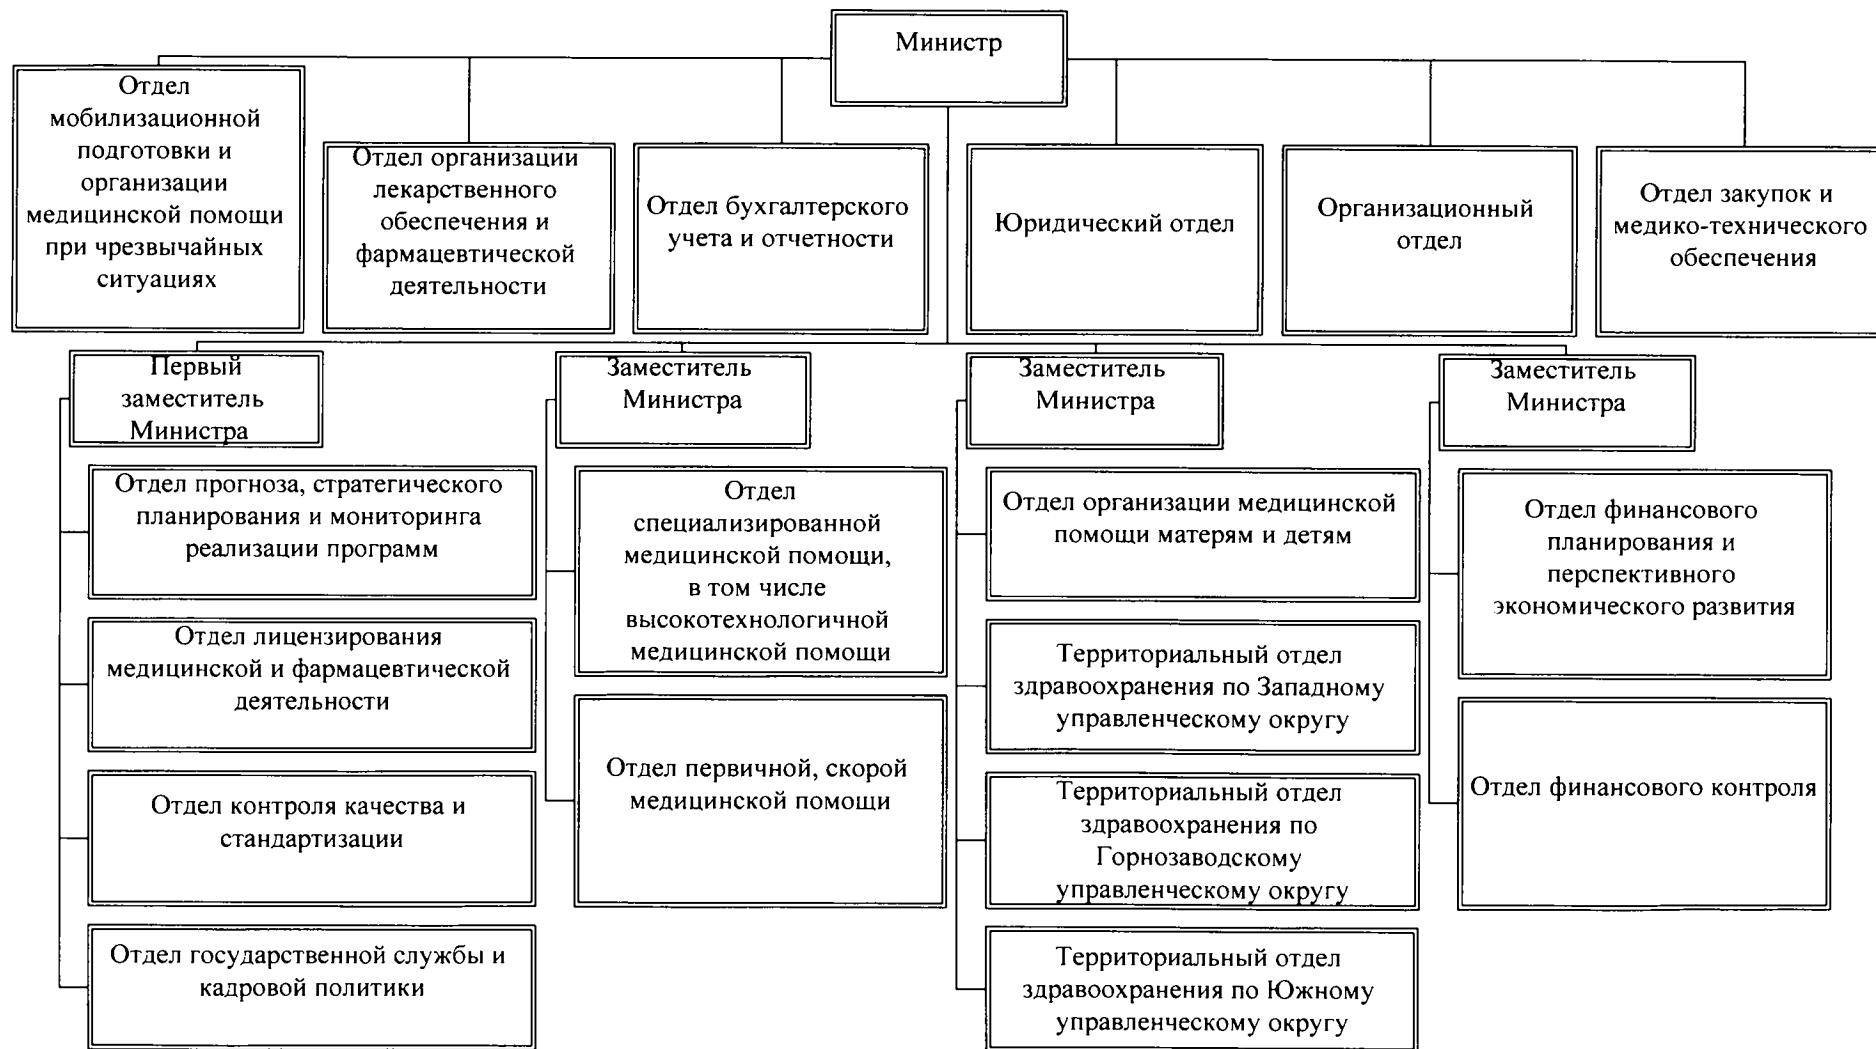 Министр
Отдел
мобилизационной
подготовки и
организации
медицинской помощи
при чрезвычайных
ситуациях
Отдел организации
лекарственного
обеспечения и
фармацевтической
деятельности
Отдел бухгалтерского
учета и отчетности
Юридический отдел
Организационный
отдел
Отдел закупок и
медико-технического
обеспечения
Первый
заместитель
Министра
Отдел прогноза, стратегического
планирования и мониторинга
реализации программ
Отдел лицензирования
медицинской и фармацевтической
деятельности
Отдел контроля качества и
стандартизации
Отдел государственной службы и
кадровой политики
Заместитель
Министра
Отдел
специализированной
медицинской помощи,
в том числе
высокотехнологичной
медицинской помощи
Отдел первичной, скорой
медицинской помощи
Заместитель
Министра
Отдел организации медицинской
помощи матерям и детям
Территориальный отдел
здравоохранения по Западному
управленческому округу
Территориальный отдел
здравоохранения по
Горнозаводскому
управленческому округу
Территориальный отдел
здравоохранения по Южному
управленческому округу
Заместитель
Министра
Отдел финансового
планирования и
перспективного
экономического развития
Отдел финансового контроля